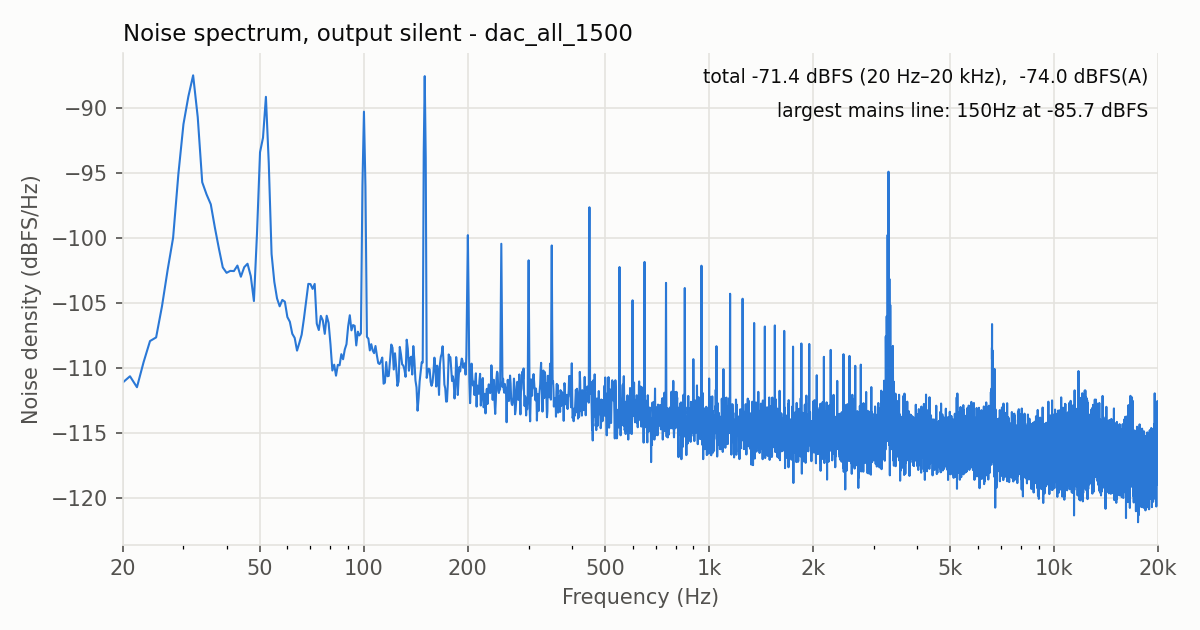 Noise spectrum, output silent - dac_all_1500
total -71.4 dBFS (20 Hz–20 kHz),  -74.0 dBFS(A)
largest mains line: 150Hz at -85.7 dBFS
Noise density (dBFS/Hz)
−90
−95
−100
−105
−110
−115
−120
20 50 100 200 500 1k 2k 5k 10k 20k
Frequency (Hz)